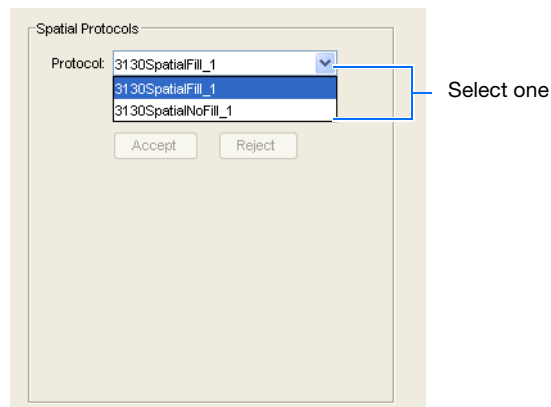 Spatial Protocols
Protocol: 3130SpatialFill_1
3130SpatialFill_1
3130SpatialNoFill_1
Select one
Accept Reject